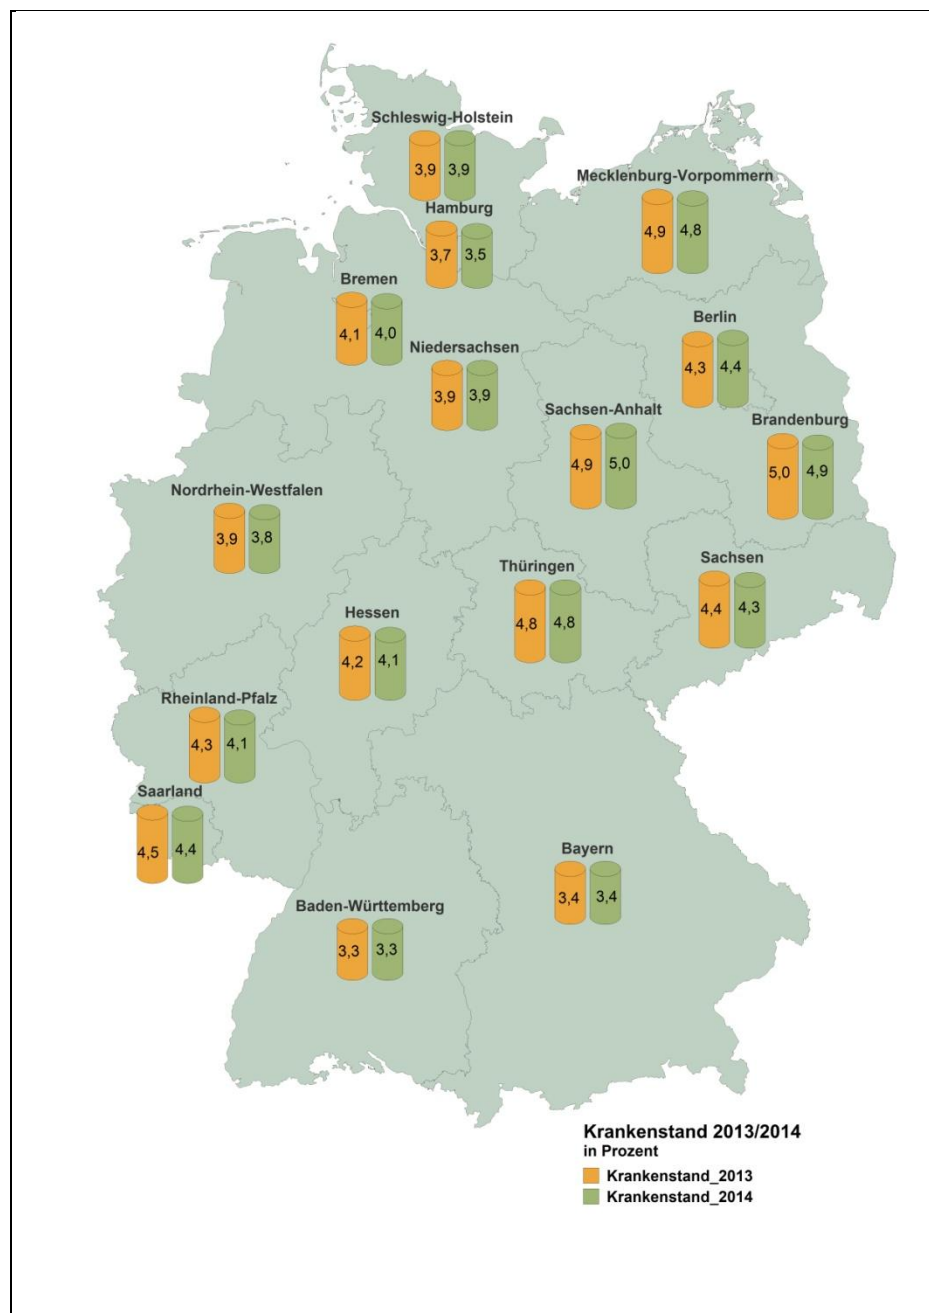 Schleswig-Holstein
3,9 3,9
Mecklenburg-Vorpommern
4,9 4,8
Hamburg
3,7 3,5
Bremen
4,1 4,0
Berlin
4,3 4,4
Niedersachsen
3,9 3,9
Sachsen-Anhalt
4,9 5,0
Brandenburg
5,0 4,9
Nordrhein-Westfalen
3,9 3,8
Thüringen
4,8 4,8
Sachsen
4,4 4,3
Hessen
4,2 4,1
Rheinland-Pfalz
4,3 4,1
Saarland
4,5 4,4
Bayern
3,4 3,4
Baden-Württemberg
3,3 3,3
Krankenstand 2013/2014
in Prozent
Krankenstand_2013
Krankenstand_2014